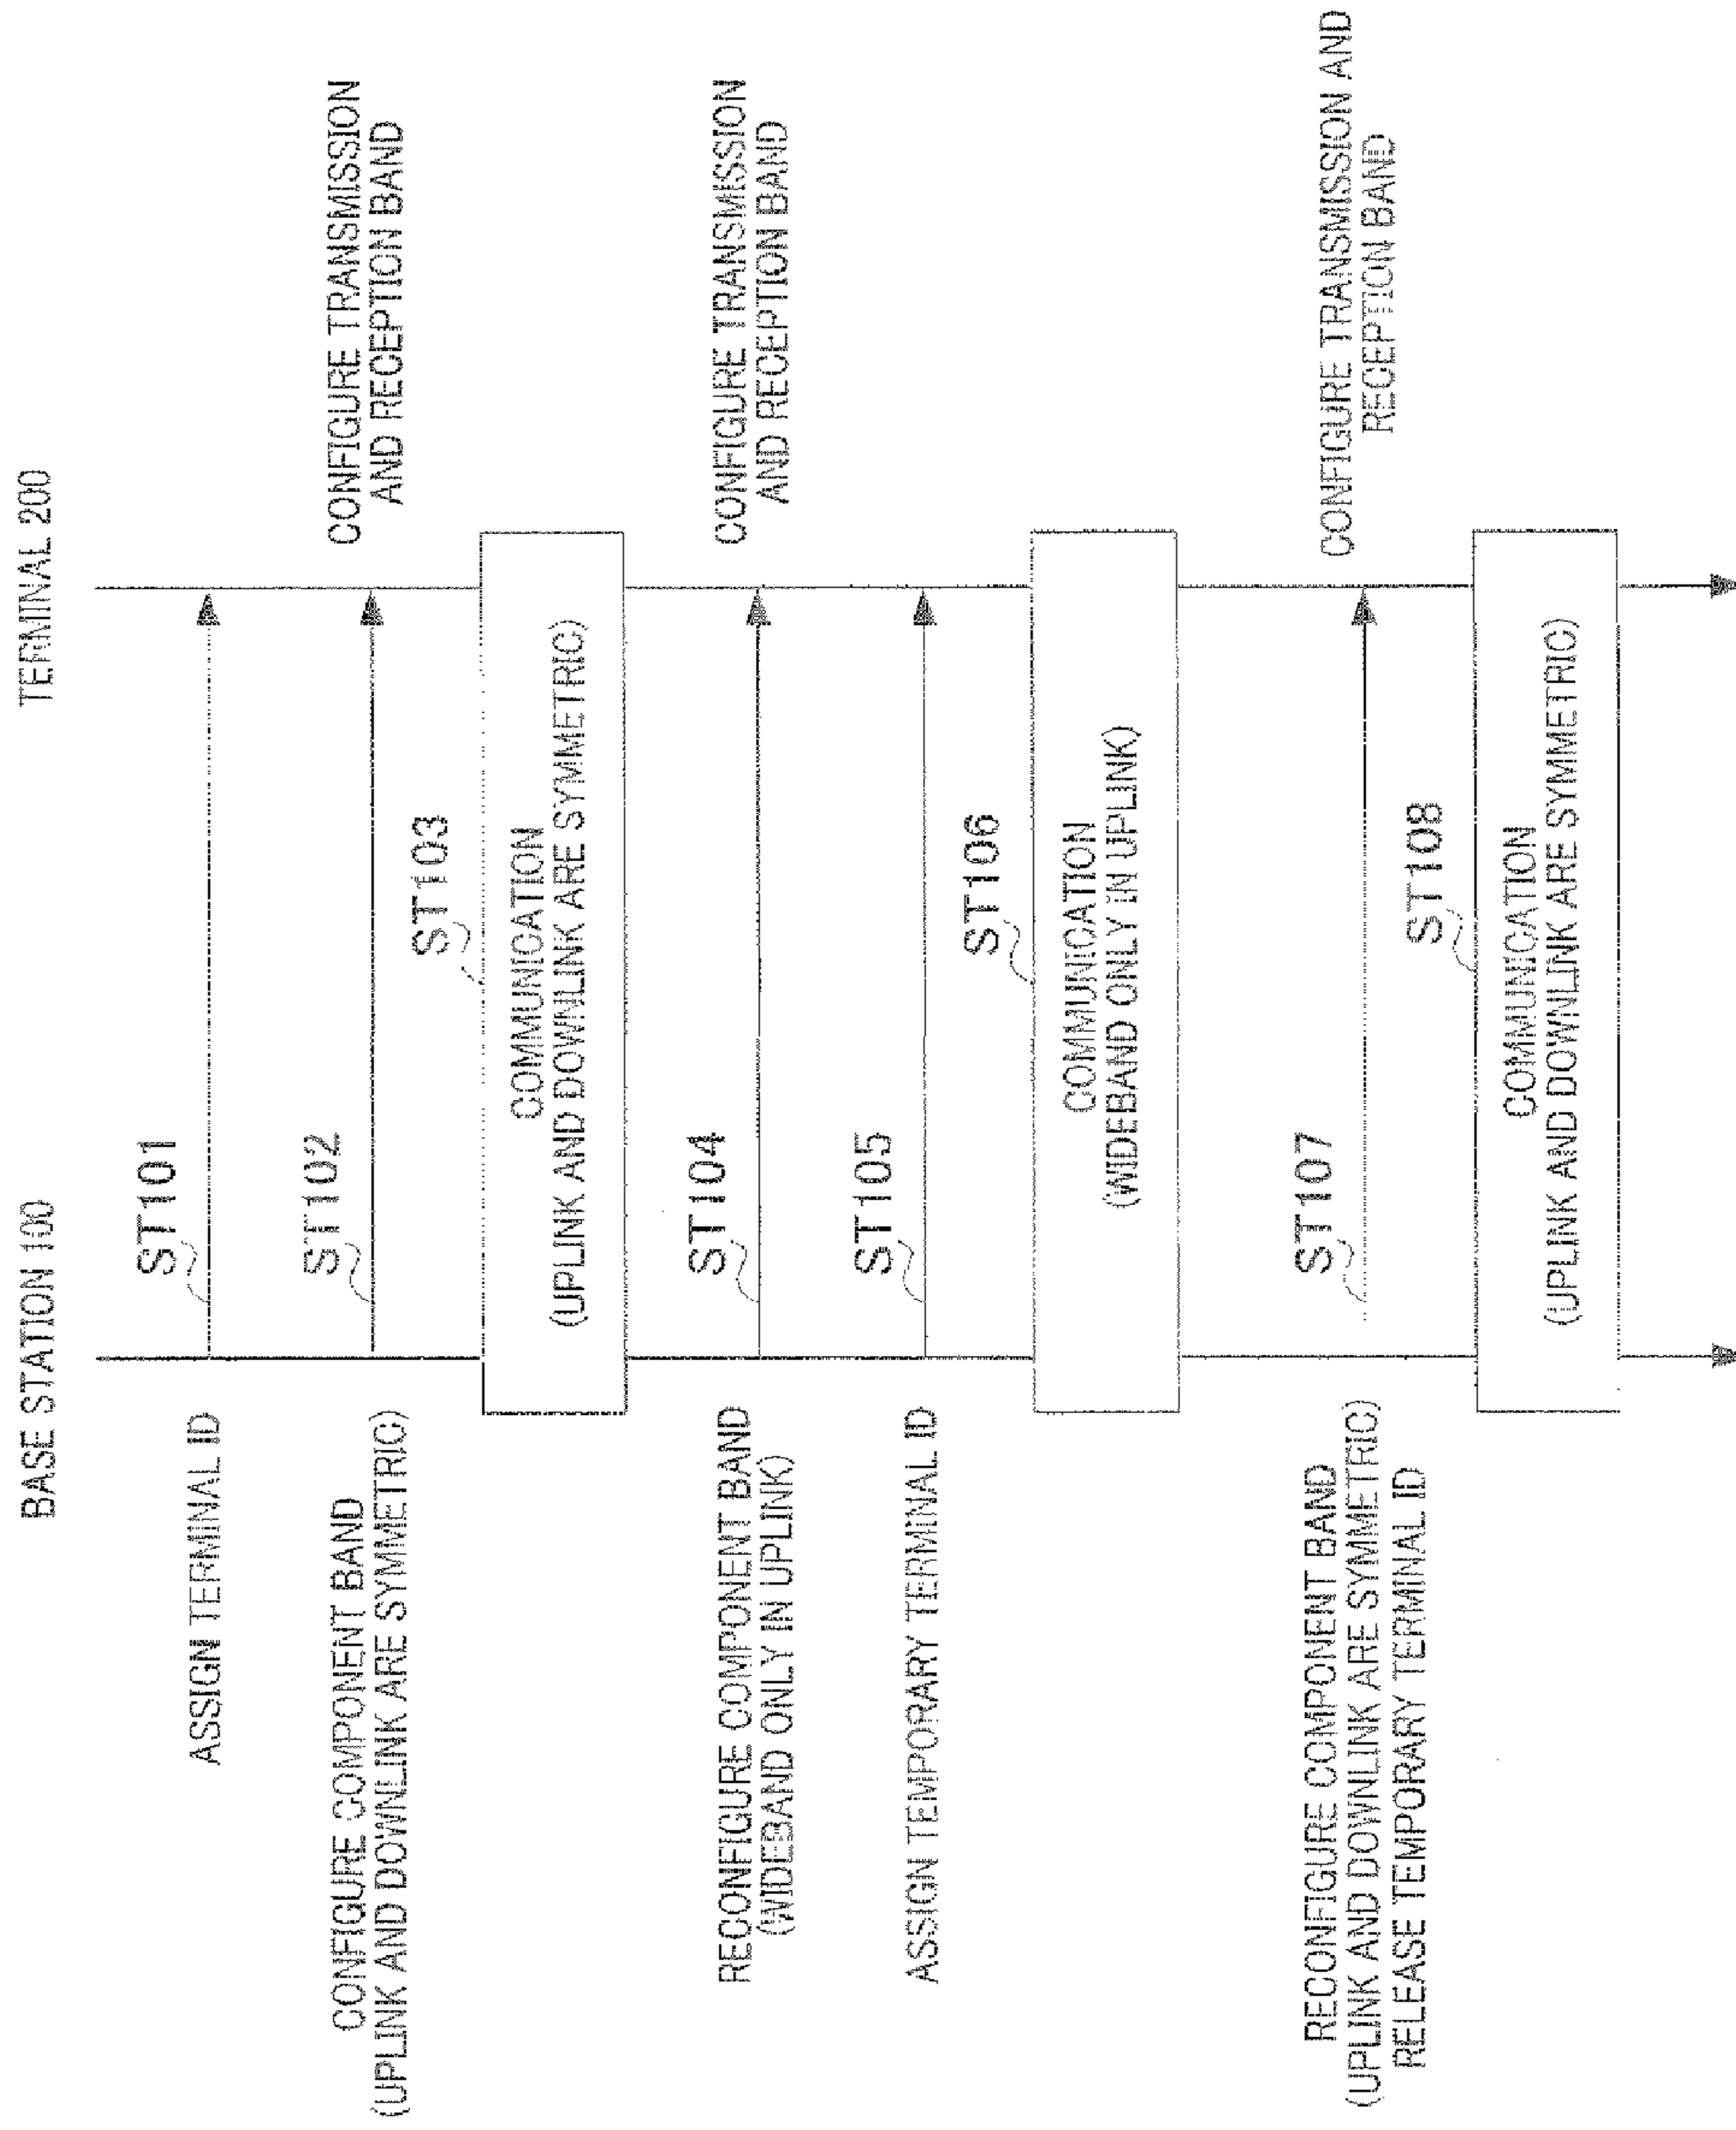 BASE STATION 100
TERMINAL 200
ASSIGN TERMINAL ID
ST101
CONFIGURE COMPONENT BAND
(UPLINK AND DOWNLINK ARE SYMMETRIC)
ST102
CONFIGURE TRANSMISSION
AND RECEPTION BAND
ST103
COMMUNICATION
(UPLINK AND DOWNLINK ARE SYMMETRIC)
RECONFIGURE COMPONENT BAND
(WIDEBAND ONLY IN UPLINK)
ST104
CONFIGURE TRANSMISSION
AND RECEPTION BAND
ASSIGN TEMPORARY TERMINAL ID
ST105
ST106
COMMUNICATION
(WIDEBAND ONLY IN UPLINK)
RECONFIGURE COMPONENT BAND
(UPLINK AND DOWNLINK ARE SYMMETRIC)
RELEASE TEMPORARY TERMINAL ID
ST107
CONFIGURE TRANSMISSION AND
RECEPTION BAND
ST108
COMMUNICATION
(UPLINK AND DOWNLINK ARE SYMMETRIC)